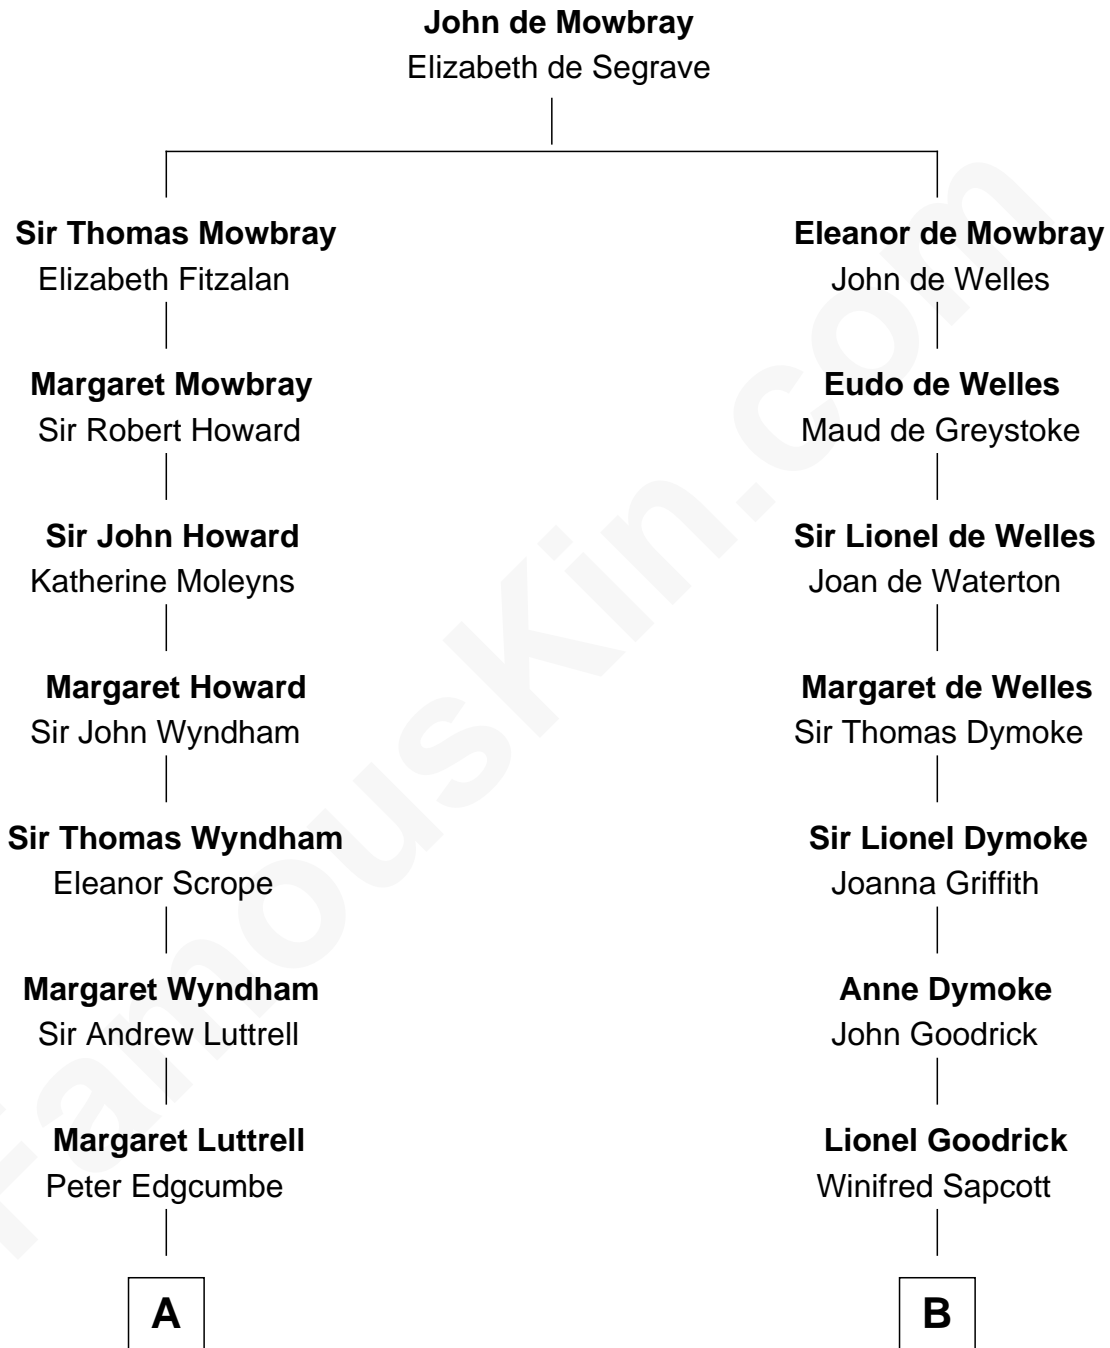 John de Mowbray
Elizabeth de Segrave
Sir Thomas Mowbray
Elizabeth Fitzalan
Eleanor de Mowbray
John de Welles
Margaret Mowbray
Sir Robert Howard
Eudo de Welles
Maud de Greystoke
Sir John Howard
Katherine Moleyns
Sir Lionel de Welles
Joan de Waterton
Margaret Howard
Sir John Wyndham
Margaret de Welles
Sir Thomas Dymoke
Sir Thomas Wyndham
Eleanor Scrope
Sir Lionel Dymoke
Joanna Griffith
Margaret Wyndham
Sir Andrew Luttrell
Anne Dymoke
John Goodrick
Margaret Luttrell
Peter Edgcumbe
Lionel Goodrick
Winifred Sapcott
A
B
FamousKin.com